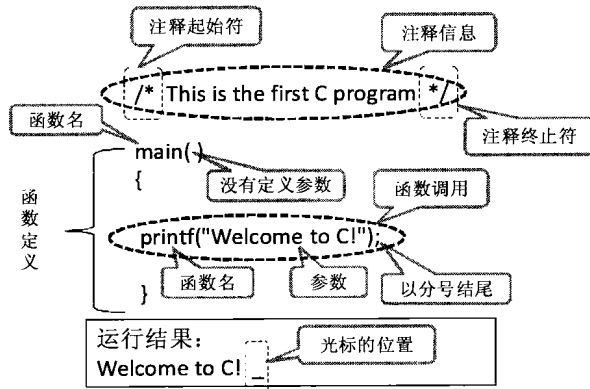 注释起始符
注释信息
/* This is the first C program */
函数名
注释终止符
main( )
{
没有定义参数
函数调用
函数定义
printf("Welcome to C!");
函数名
参数
以分号结尾
}
运行结果：
光标的位置
Welcome to C! _